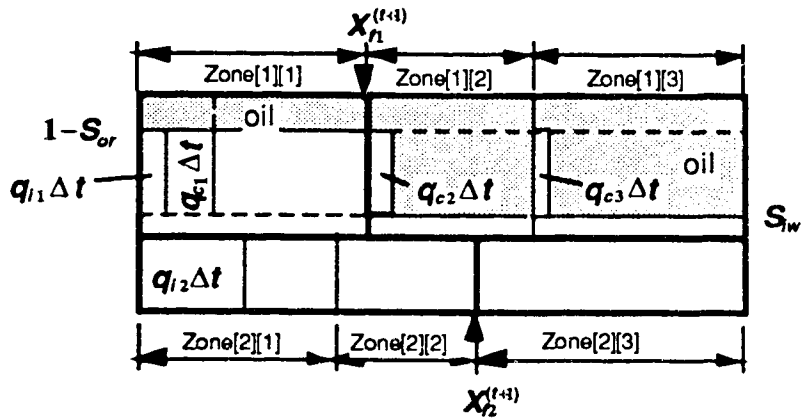 X_{f1}^{(t+1)}
Zone[1][1] Zone[1][2] Zone[1][3]
oil
1-S_{or}
q_{i1}Δt q_{c1}Δt q_{c2}Δt q_{c3}Δt
oil
S_{iw}
q_{i2}Δt
Zone[2][1] Zone[2][2] Zone[2][3]
X_{f2}^{(t+1)}